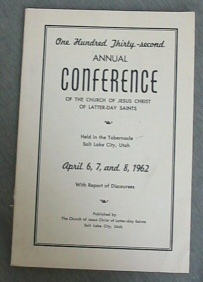 One Hundred Thirty-second
ANNUAL
CONFERENCE
OF THE CHURCH OF JESUS CHRIST
OF LATTER-DAY SAINTS
Held in the Tabernacle
Salt Lake City, Utah
April 6, 7, and 8, 1962
With Report of Discourses
Published by
The Church of Jesus Christ of Latter-day Saints
Salt Lake City, Utah